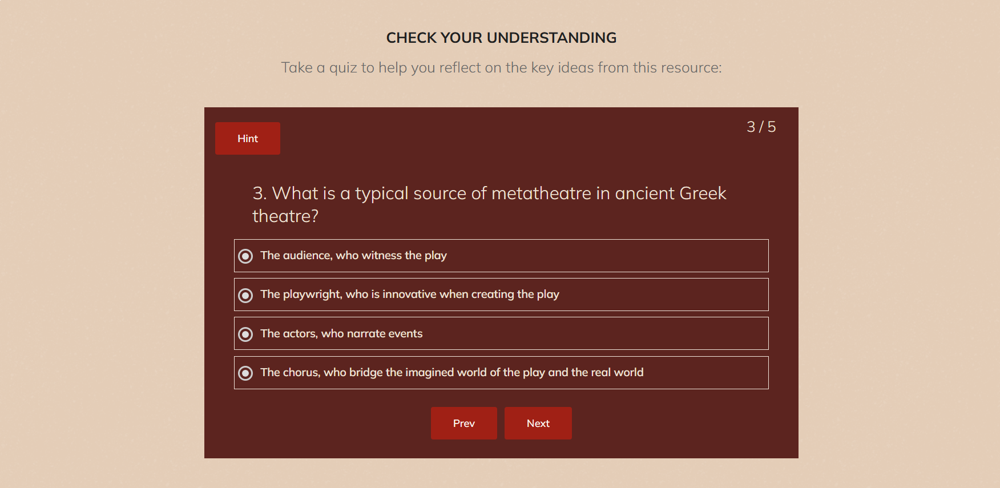 CHECK YOUR UNDERSTANDING
Take a quiz to help you reflect on the key ideas from this resource:
Hint
3 / 5
3. What is a typical source of metatheatre in ancient Greek
theatre?
The audience, who witness the play
The playwright, who is innovative when creating the play
The actors, who narrate events
The chorus, who bridge the imagined world of the play and the real world
Prev
Next